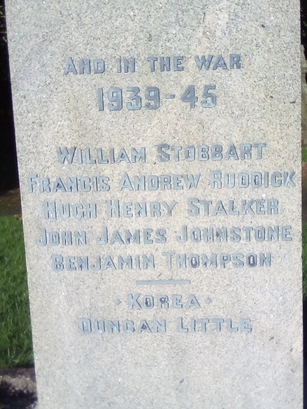 AND IN THE WAR
1939-45
WILLIAM STOBBART
FRANCIS ANDREW RUDDICK
HUGH HENRY STALKER
JOHN JAMES JOHNSTONE
BENJAMIN THOMPSON
· KOREA ·
DUNCAN LITTLE